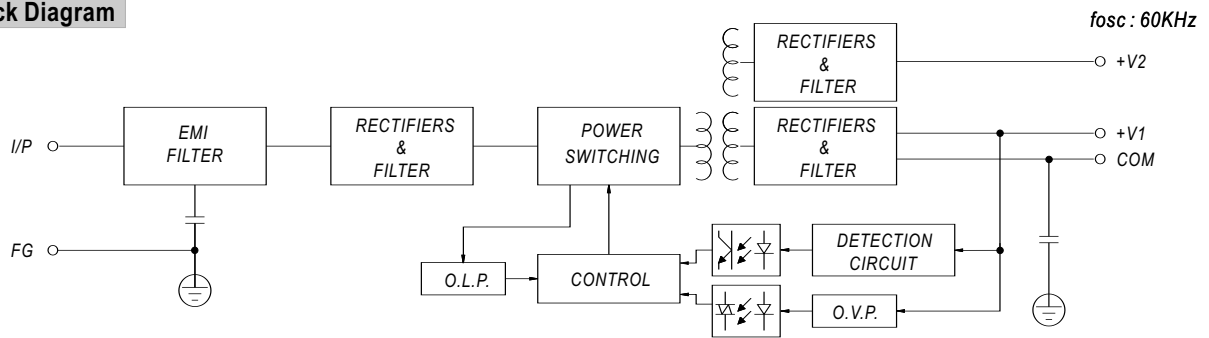 ck Diagram
fosc : 60KHz
RECTIFIERS
&
FILTER
+V2
I/P
EMI
FILTER
RECTIFIERS
&
FILTER
POWER
SWITCHING
RECTIFIERS
&
FILTER
+V1
COM
FG
O.L.P.
CONTROL
DETECTION
CIRCUIT
O.V.P.